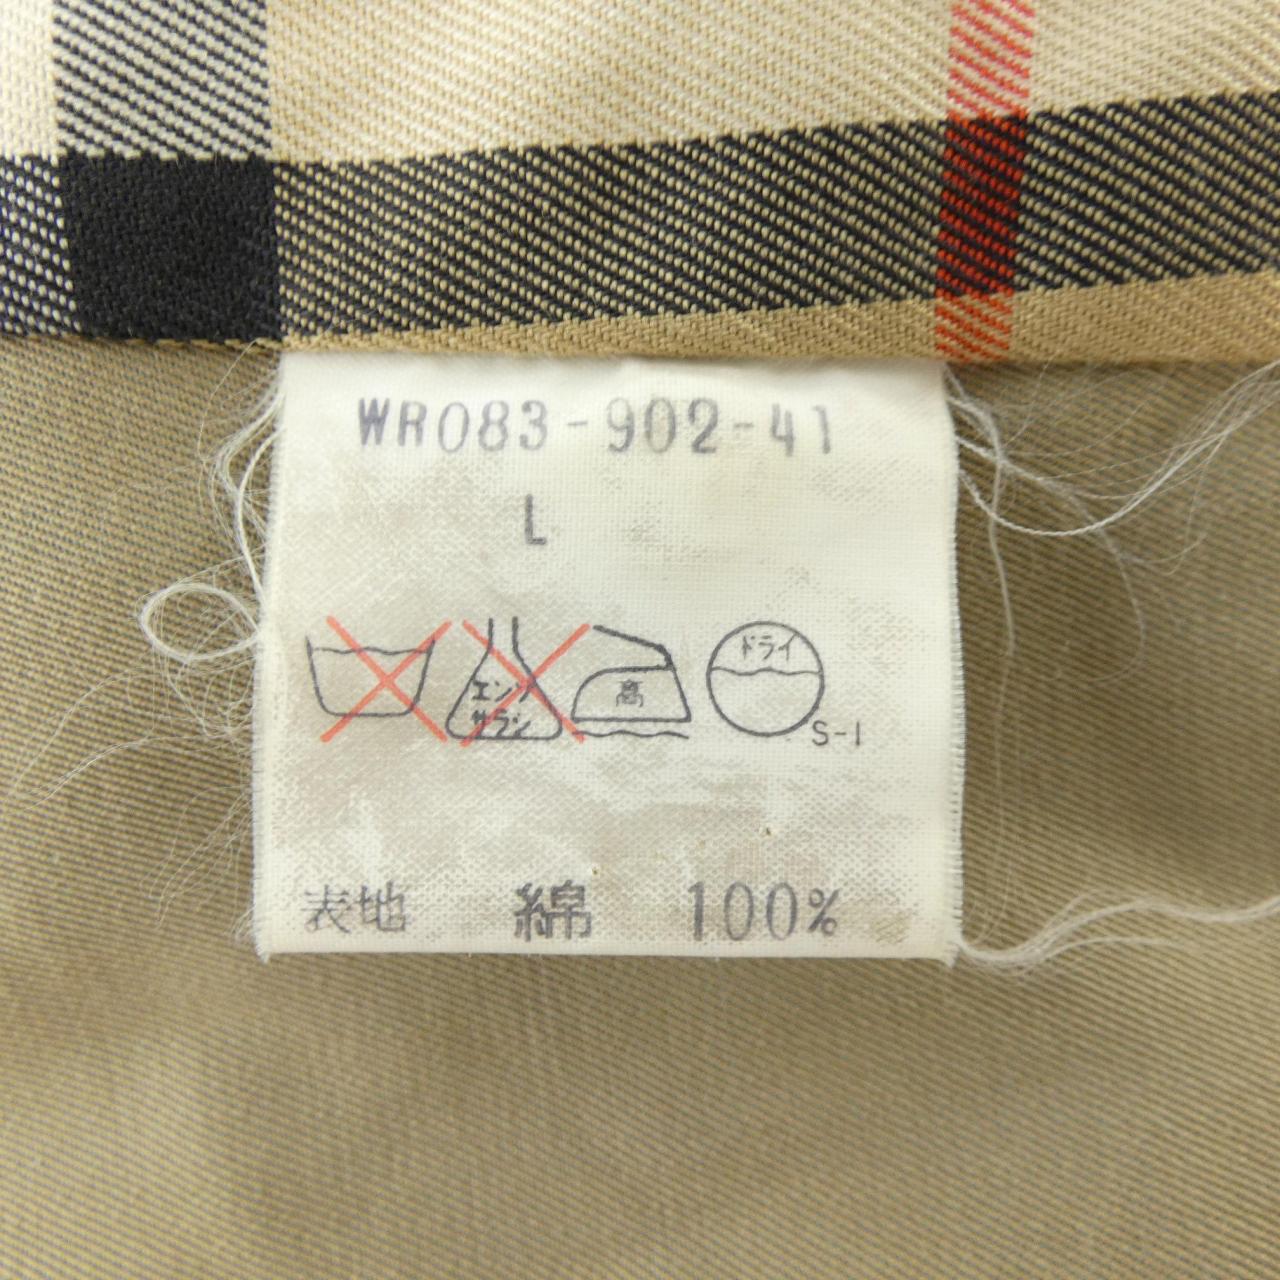 WR083-902-41
L
エンソ
サラシ
高
ドライ
S-1
表地 綿 100%